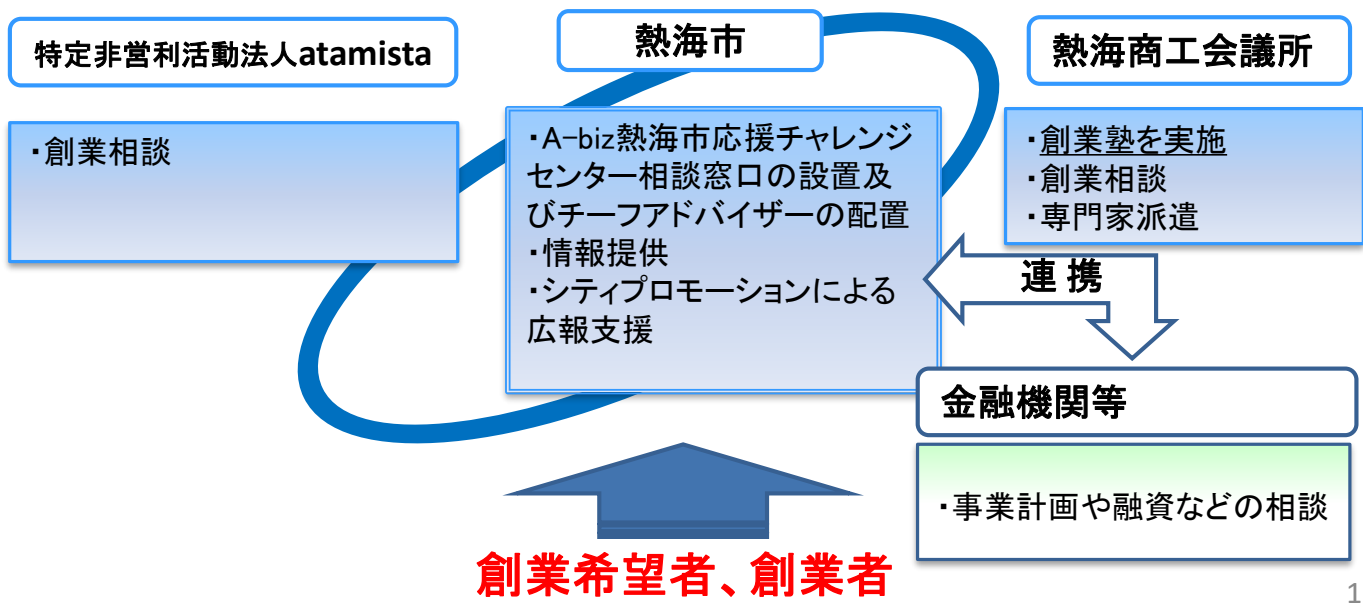 特定非営利活動法人atamista
・創業相談
熱海市
・A-biz熱海市応援チャレンジ
センター相談窓口の設置及
びチーフアドバイザーの配置
・情報提供
・シティプロモーションによる
広報支援
熱海商工会議所
・創業塾を実施
・創業相談
・専門家派遣
連 携
金融機関等
・事業計画や融資などの相談
創業希望者、創業者
1